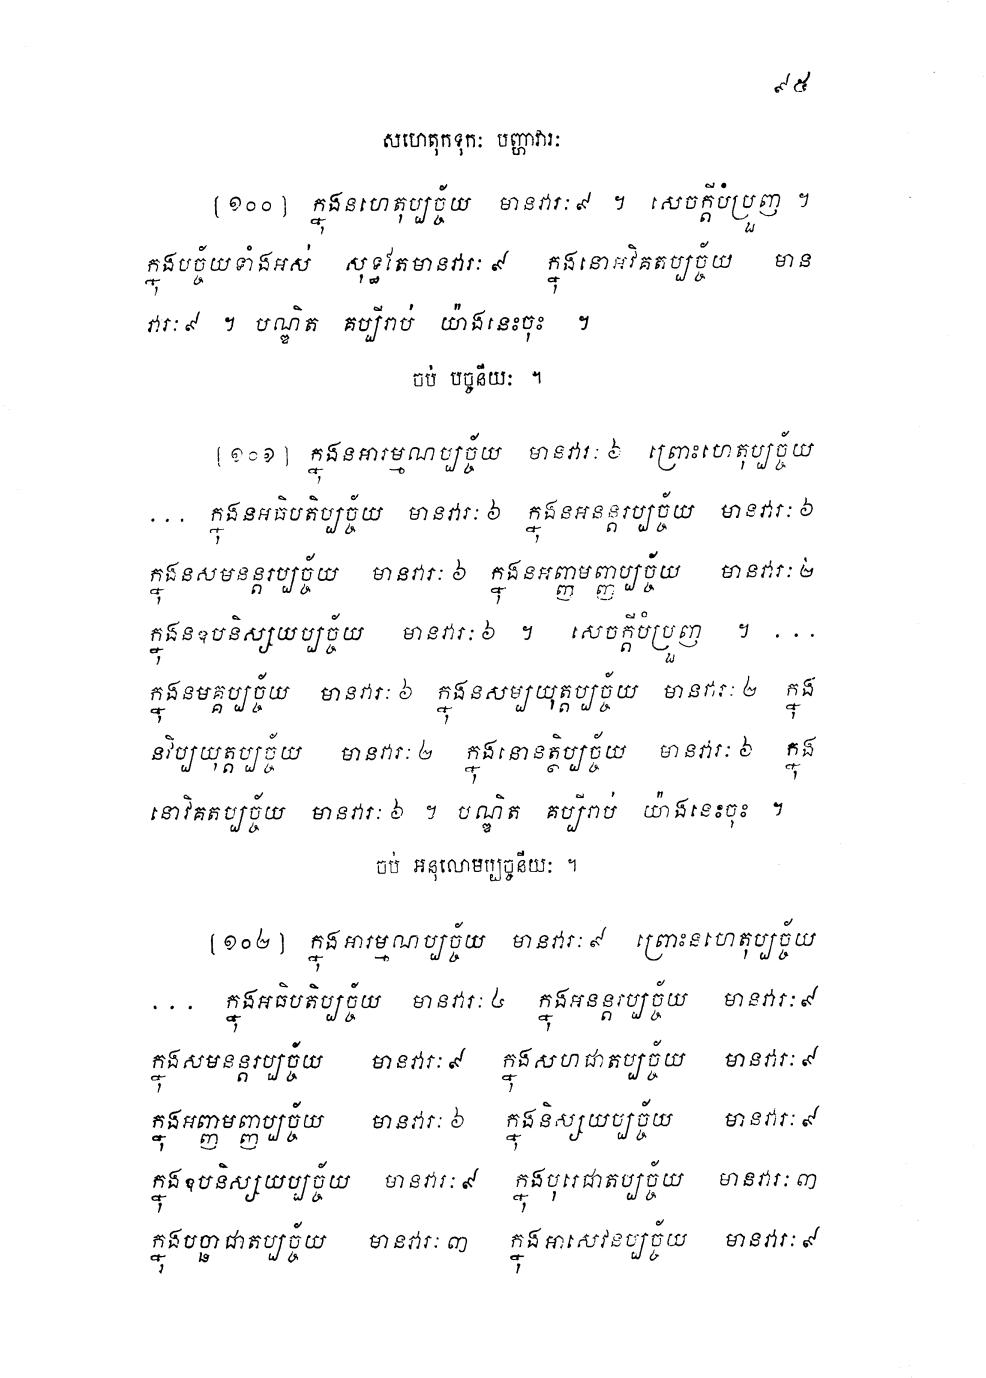 ៩៥
សហេតុកទុកៈ បញ្ហាវារៈ
[១០០] ក្នុងនហេតុប្បច្ច័យ មានវារៈ៩ ។ សេចក្ដីបំប្រួញ ។
ក្នុងបច្ច័យទាំងអស់ សុទ្ធតែមានវារៈ៩ ក្នុងនោអវិគតប្បច្ច័យ មាន
វារៈ៩ ។ បណ្ឌិត គប្បីរាប់ យ៉ាងនេះចុះ ។
ចប់ បច្ចនីយៈ ។
[១០១] ក្នុងនអារម្មណប្បច្ច័យ មានវារៈ៦ ព្រោះហេតុប្បច្ច័យ
... ក្នុងនអធិបតិប្បច្ច័យ មានវារៈ៦ ក្នុងនអនន្តរប្បច្ច័យ មានវារៈ៦
ក្នុងនសមនន្តរប្បច្ច័យ មានវារៈ៦ ក្នុងនអញ្ញាមញ្ញប្បច្ច័យ មានវារៈ២
ក្នុងនឧបនិស្សយប្បច្ច័យ មានវារៈ៦ ។ សេចក្ដីបំប្រួញ ។ ...
ក្នុងនមគ្គប្បច្ច័យ មានវារៈ៦ ក្នុងនសម្បយុត្តប្បច្ច័យ មានវារៈ២ ក្នុង
នវិប្បយុត្តប្បច្ច័យ មានវារៈ២ ក្នុងនោនត្ថិប្បច្ច័យ មានវារៈ៦ ក្នុង
នោវិគតប្បច្ច័យ មានវារៈ៦ ។ បណ្ឌិត គប្បីរាប់ យ៉ាងនេះចុះ ។
ចប់ អនុលោមប្បច្ចនីយៈ ។
[១០២] ក្នុងអារម្មណប្បច្ច័យ មានវារៈ៩ ព្រោះនហេតុប្បច្ច័យ
... ក្នុងអធិបតិប្បច្ច័យ មានវារៈ៤ ក្នុងអនន្តរប្បច្ច័យ មានវារៈ៩
ក្នុងសមនន្តរប្បច្ច័យ មានវារៈ៩ ក្នុងសហជាតប្បច្ច័យ មានវារៈ៩
ក្នុងអញ្ញាមញ្ញប្បច្ច័យ មានវារៈ៦ ក្នុងនិស្សយប្បច្ច័យ មានវារៈ៩
ក្នុងឧបនិស្សយប្បច្ច័យ មានវារៈ៩ ក្នុងបុរេជាតប្បច្ច័យ មានវារៈ៣
ក្នុងបច្ឆាជាតប្បច្ច័យ មានវារៈ៣ ក្នុងអាសេវនប្បច្ច័យ មានវារៈ៩